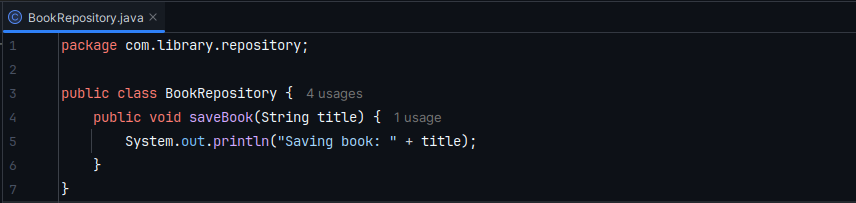 BookRepository.java
1 package com.library.repository;
2
3 public class BookRepository { 4 usages
4 public void saveBook(String title) { 1 usage
5 System.out.println("Saving book: " + title);
6 }
7 }